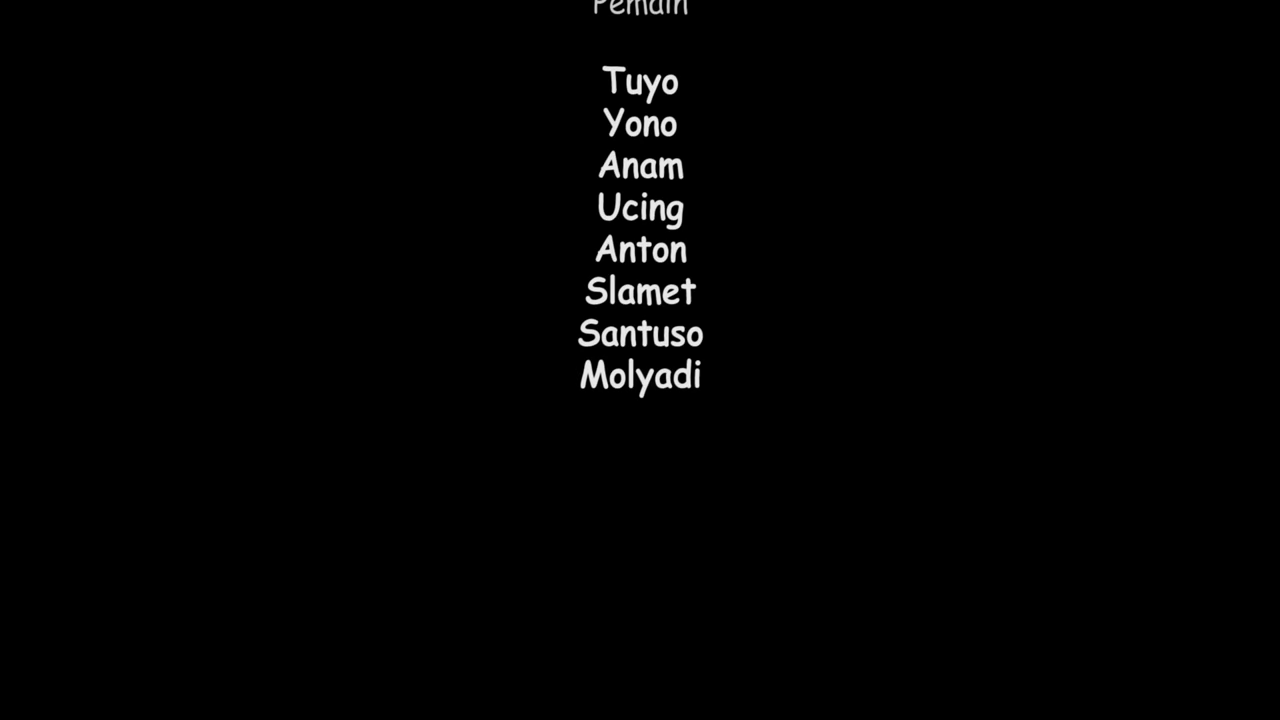 Pemain
Tuyo
Yono
Anam
Ucing
Anton
Slamet
Santuso
Molyadi